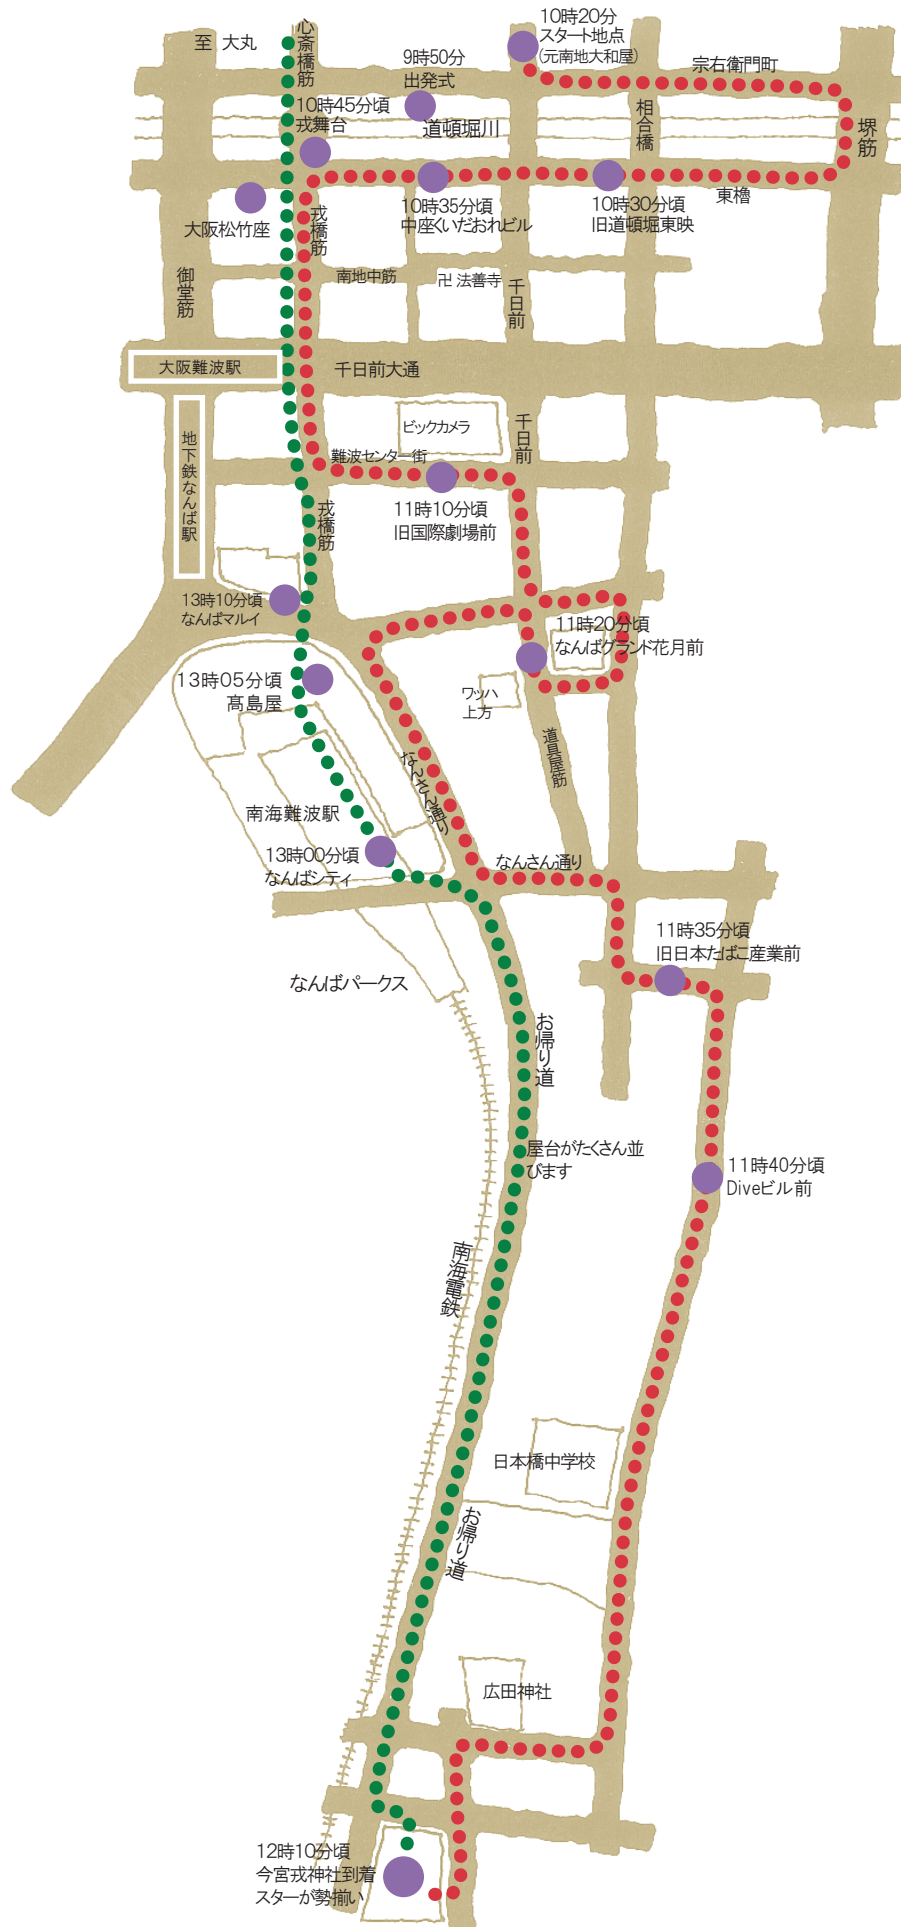 心斎橋筋
至 大丸
9時50分
出発式
10時20分
スタート地点
(元南地大和屋)
宗右衛門町
10時45分頃
戎舞台
道頓堀川
相合橋
堺筋
大阪松竹座
戎橋筋
10時35分頃
中座くいだおれビル
10時30分頃
旧道頓堀東映
東櫓
御堂筋
南地中筋
卍 法善寺
千日前
大阪難波駅
千日前大通
地下鉄なんば駅
ビックカメラ
千日前
難波センター街
戎橋筋
11時10分頃
旧国際劇場前
13時10分頃
なんばマルイ
11時20分頃
なんばグランド花月前
13時05分頃
髙島屋
ワッハ
上方
道具屋筋
なんさん通り
南海難波駅
13時00分頃
なんばシティ
なんさん通り
11時35分頃
旧日本たばこ産業前
なんばパークス
お帰り道
屋台がたくさん並
びます
11時40分頃
Diveビル前
南海電鉄
日本橋中学校
お帰り道
広田神社
12時10分頃
今宮戎神社到着
スターが勢揃い